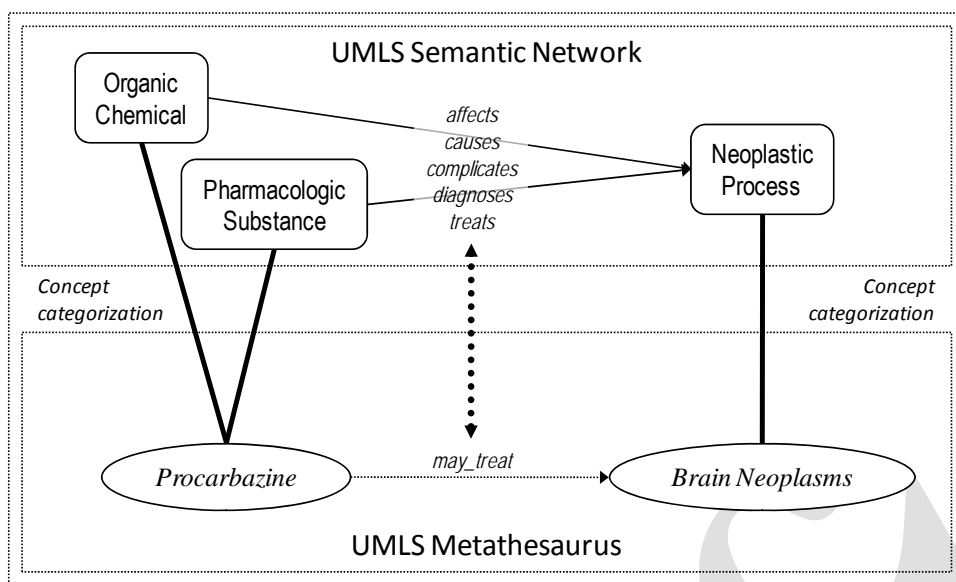 UMLS Semantic Network
Organic
Chemical
affects
causes
complicates
diagnoses
treats
Neoplastic
Process
Pharmacologic
Substance
Concept
categorization
Concept
categorization
Procarbazine
may_treat
Brain Neoplasms
UMLS Metathesaurus